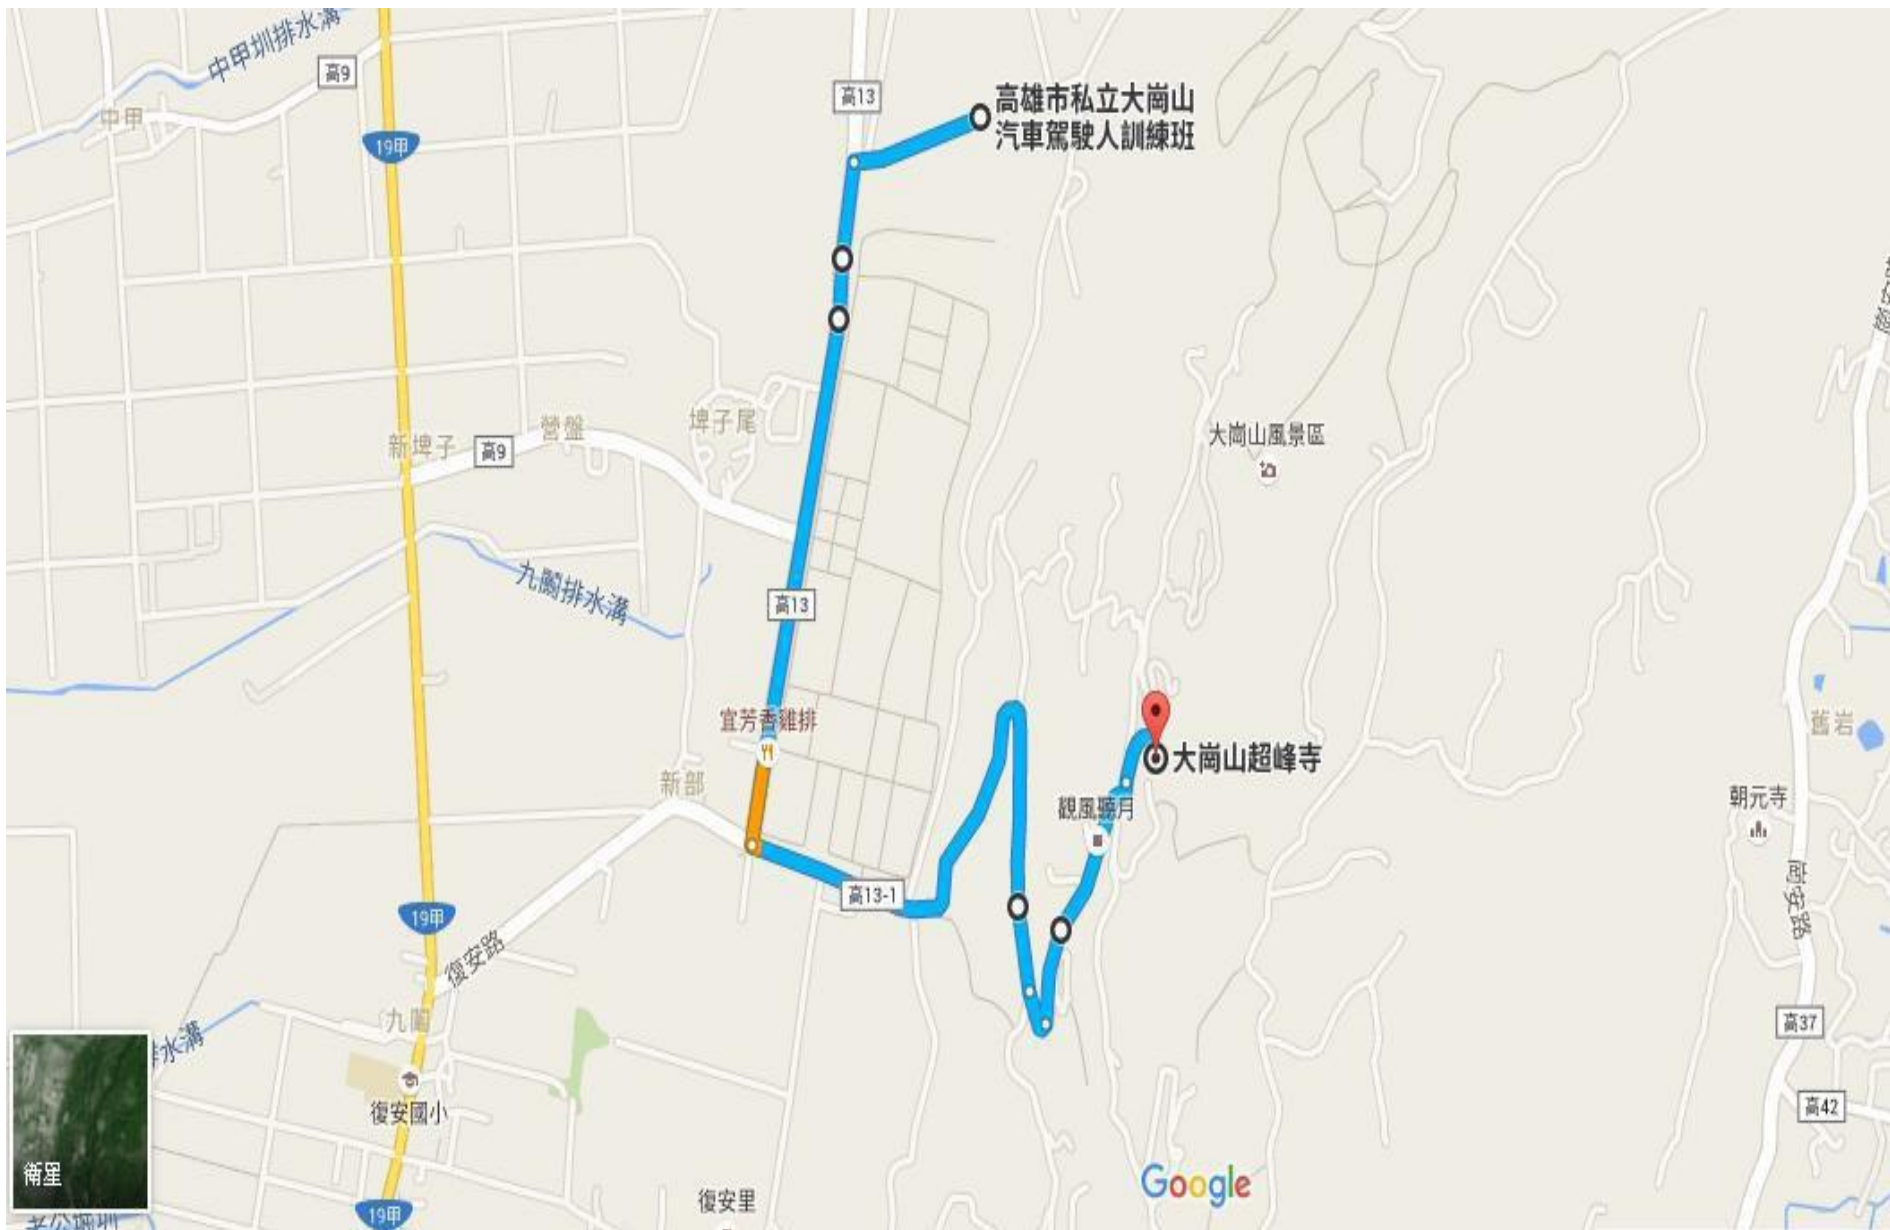 中甲圳排水溝
高9
高13
高雄市私立大崗山
汽車駕駛人訓練班
中甲
19甲
大崗山風景區
埤子尾
營盤
新埤子
高9
九鬮排水溝
高13
宜芳香雞排
舊岩
大崗山超峰寺
新部
觀風聽月
朝元寺
高13-1
19甲
復安路
崗安路
九鬮
高37
水溝
復安國小
高42
衛星
Google
復安里
19甲